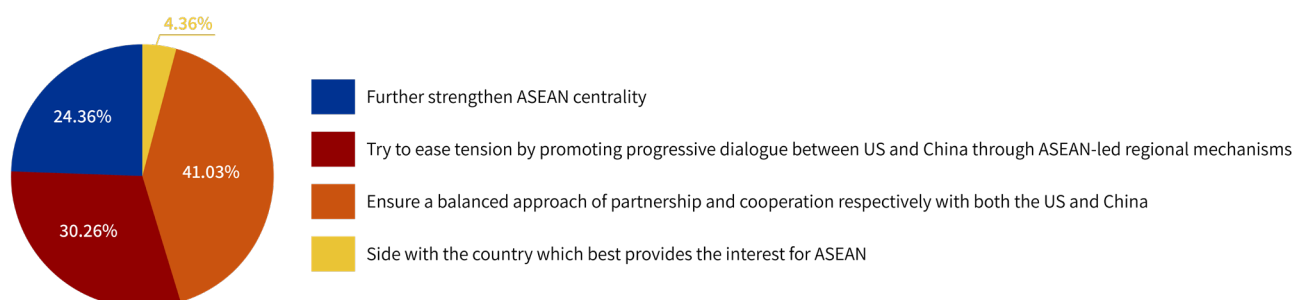 4.36%
24.36%
41.03%
30.26%
Further strengthen ASEAN centrality
Try to ease tension by promoting progressive dialogue between US and China through ASEAN-led regional mechanisms
Ensure a balanced approach of partnership and cooperation respectively with both the US and China
Side with the country which best provides the interest for ASEAN